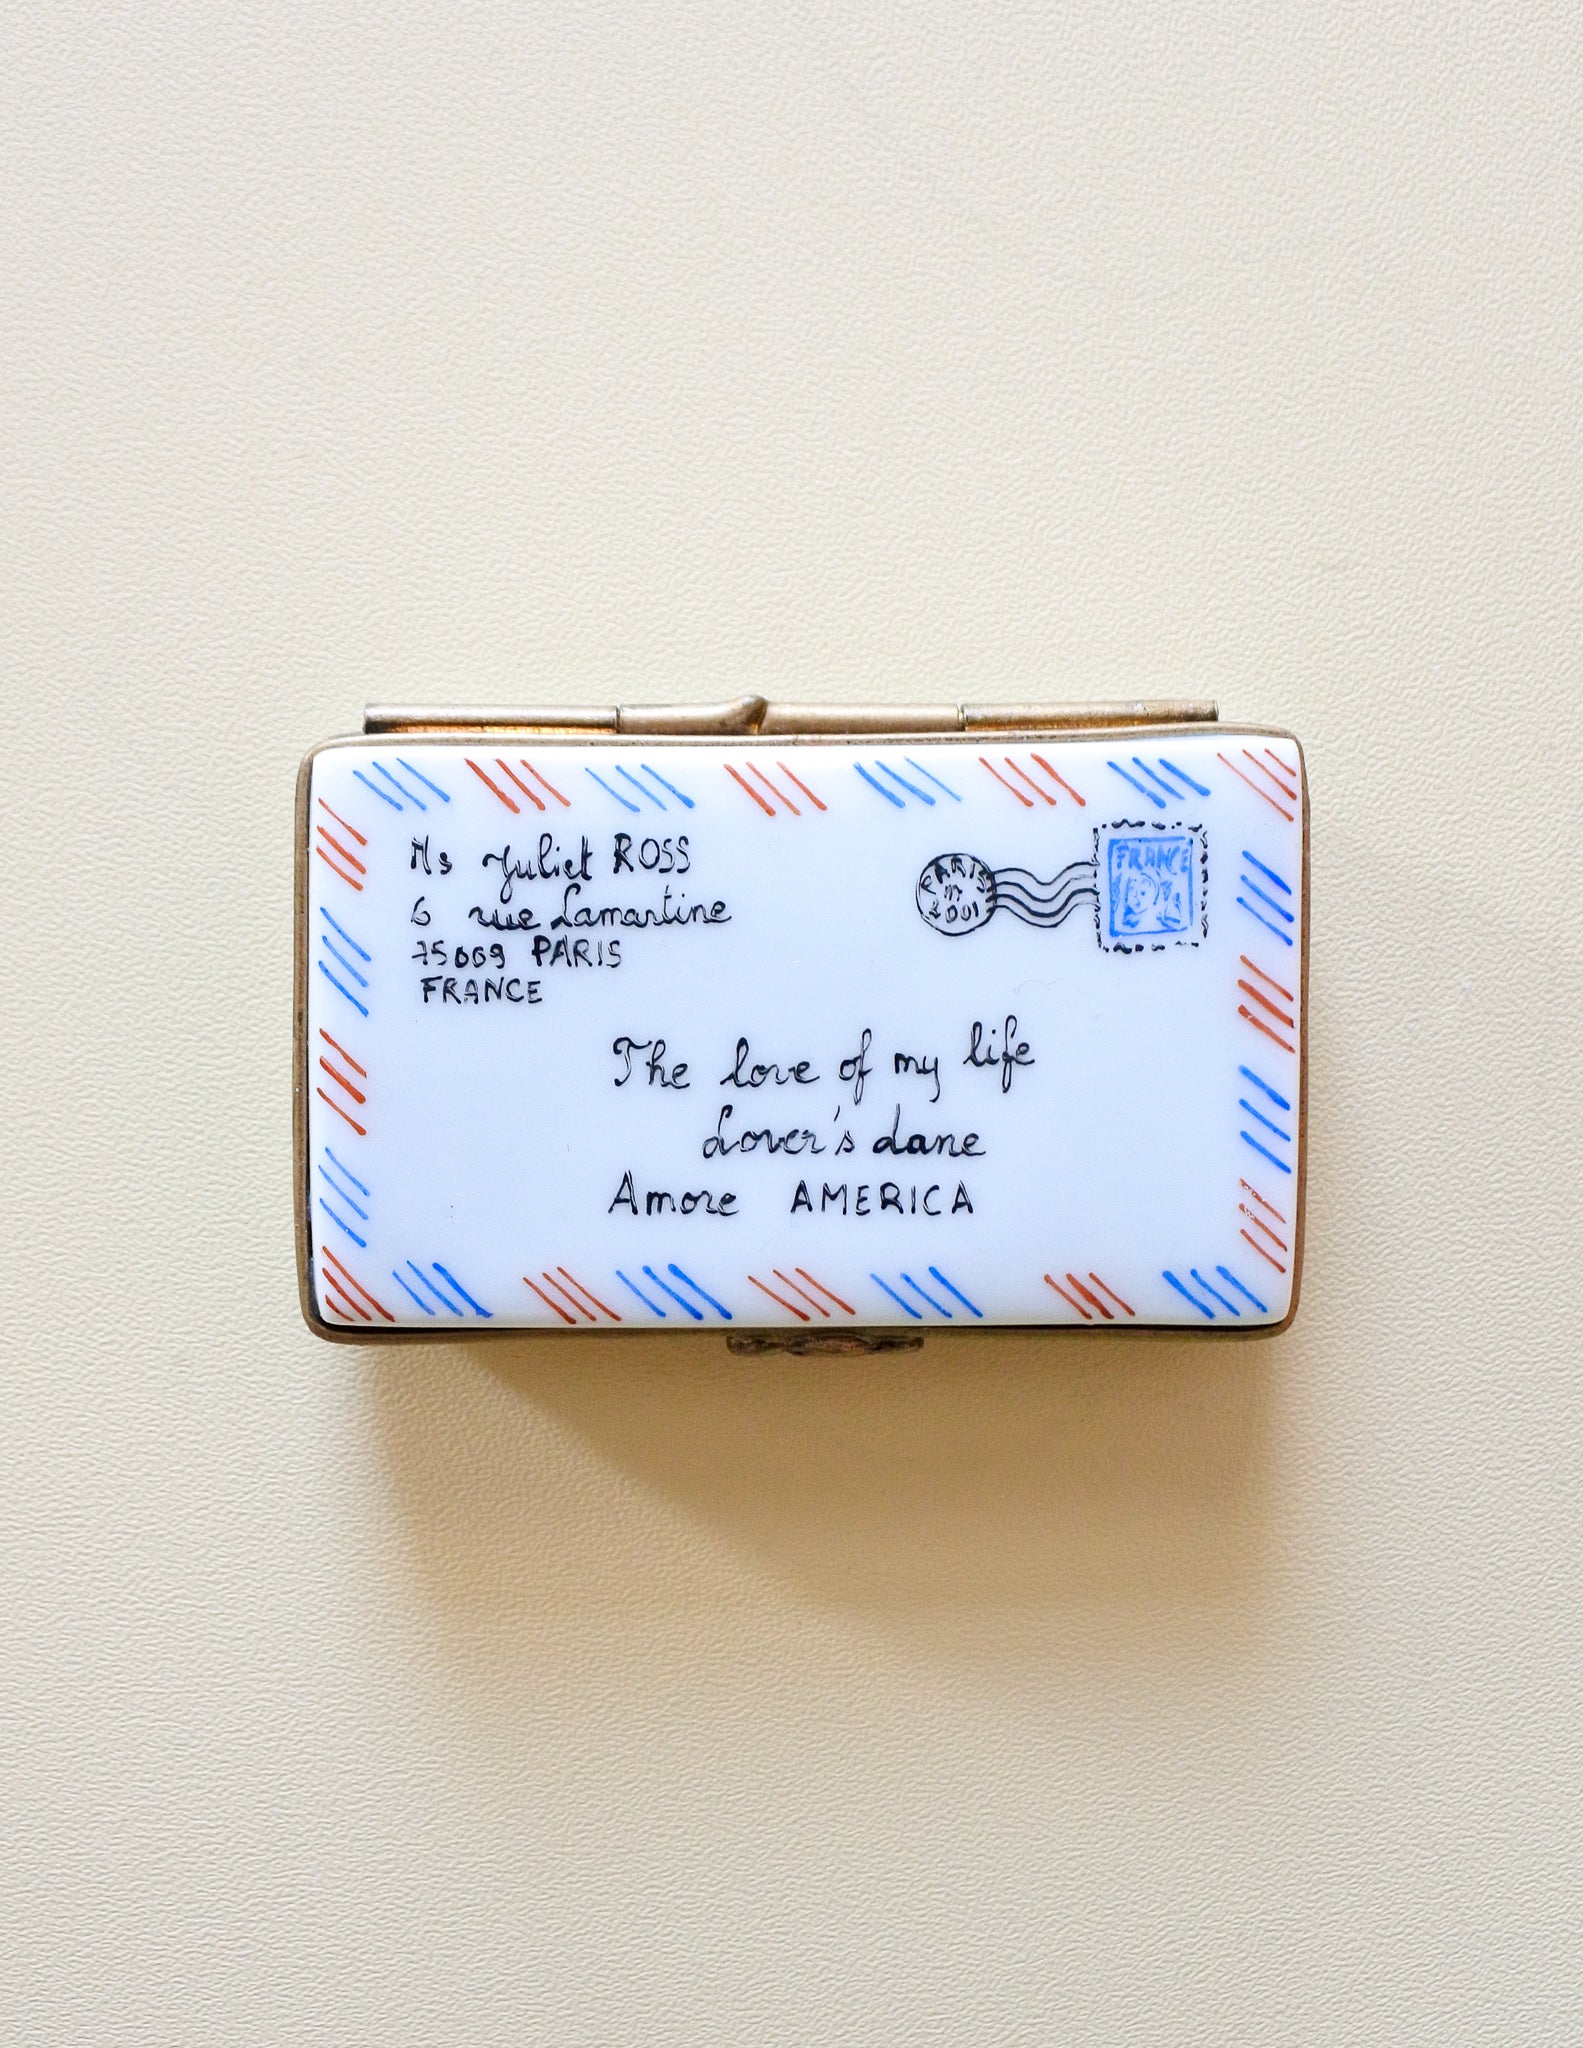 Ms Juliet ROSS
6 rue Lamartine
75009 PARIS
FRANCE
PARIS
2001
FRANCE
The love of my life
Lover's Lane
Amore AMERICA